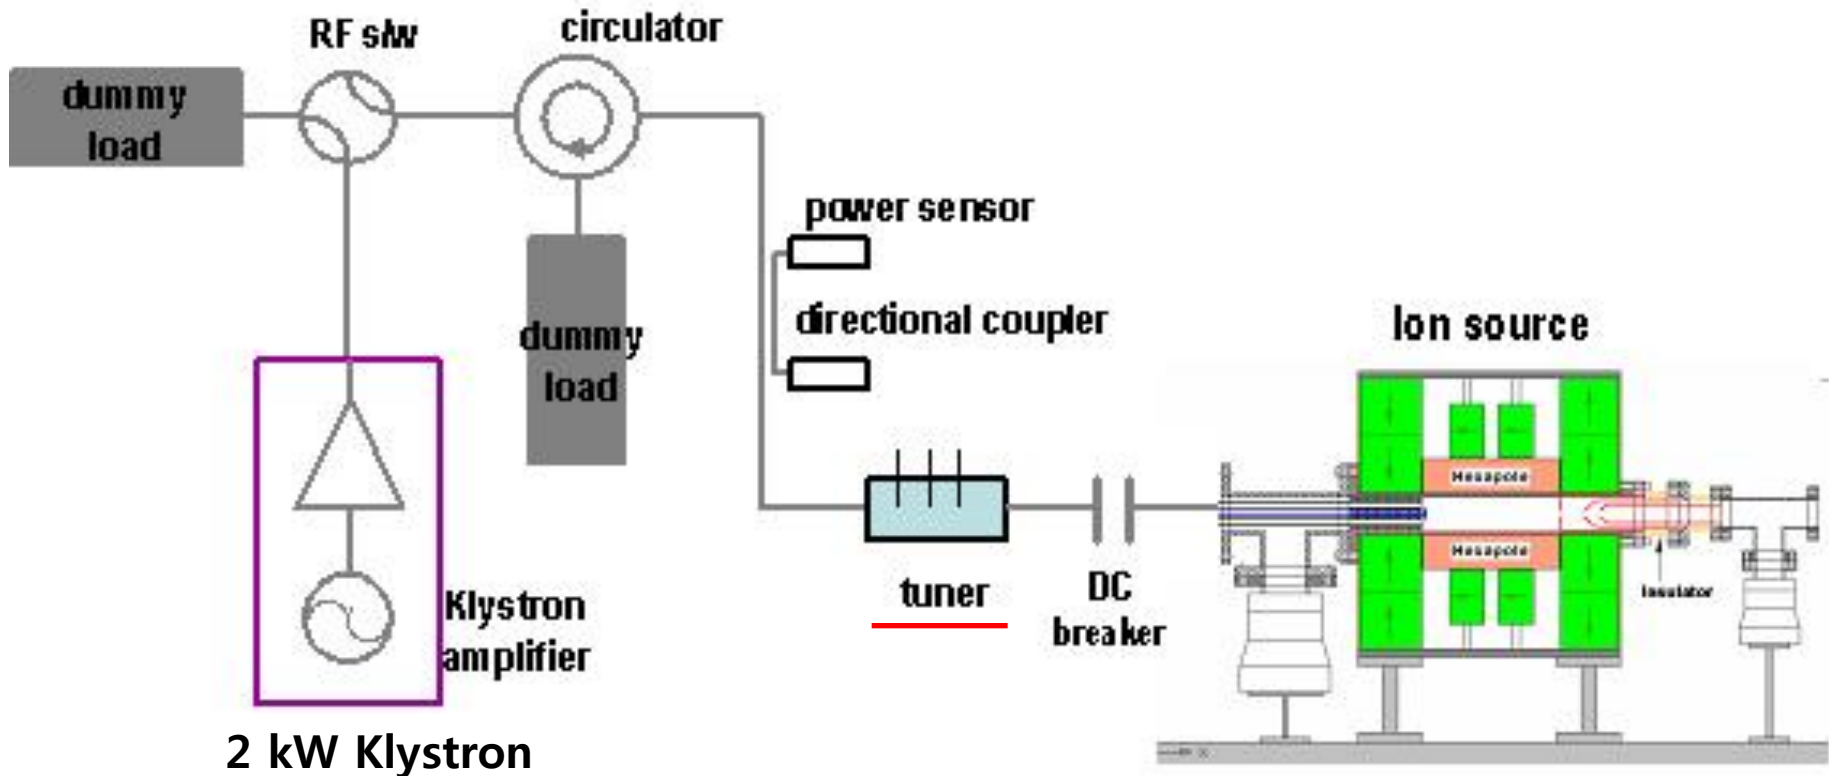 RF s/w
circulator
dummy
load
power sensor
directional coupler
dummy
load
Ion source
Hexapole
Hexapole
Insulator
tuner
DC
breaker
Klystron
amplifier
2 kW Klystron